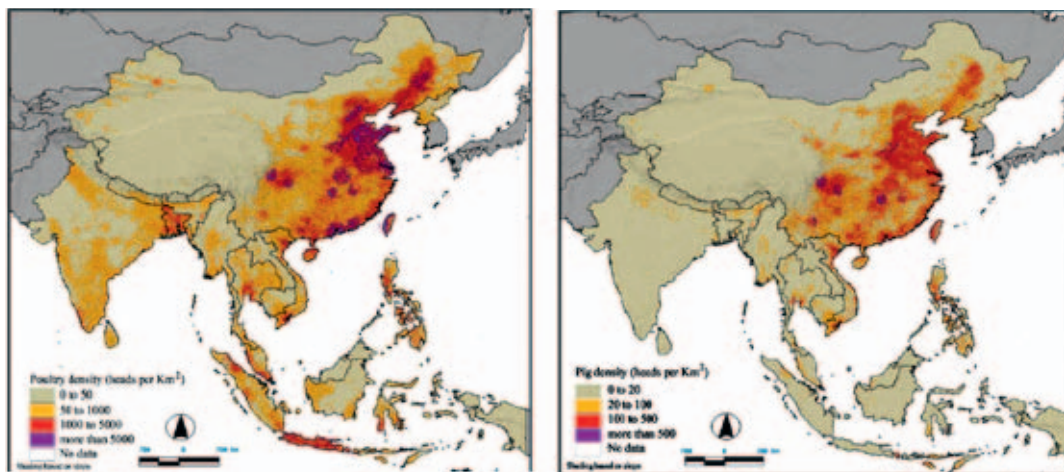 Poultry density (heads per Km²)
0 to 50
50 to 1000
1000 to 5000
more than 5000
No data
Pig density (heads per Km²)
0 to 20
20 to 100
100 to 500
more than 500
No data